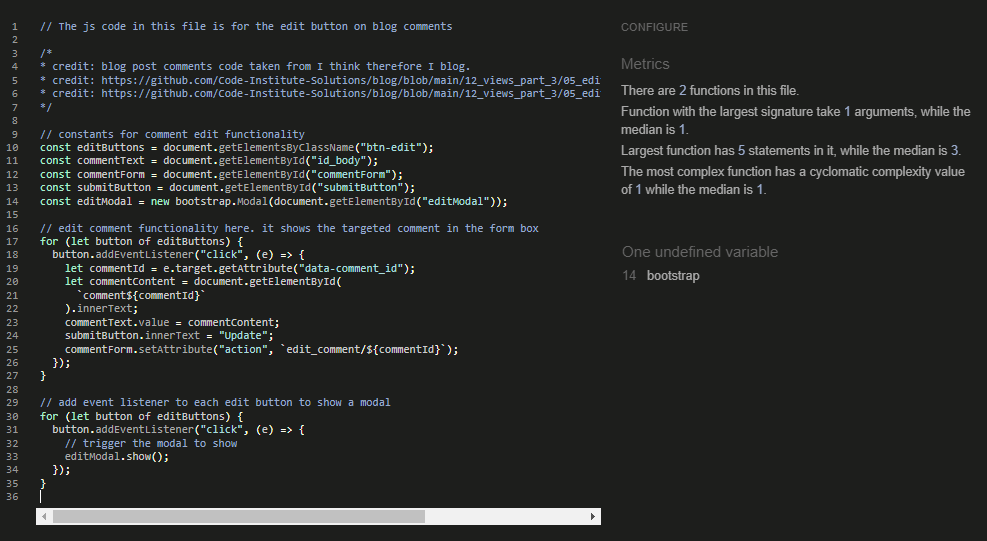 1 // The js code in this file is for the edit button on blog comments
2
3 /*
4 * credit: blog post comments code taken from I think therefore I blog.
5 * credit: https://github.com/Code-Institute-Solutions/blog/blob/main/12_views_part_3/05_edi
6 * credit: https://github.com/Code-Institute-Solutions/blog/blob/main/12_views_part_3/05_edi
7 */
8
9 // constants for comment edit functionality
10 const editButtons = document.getElementsByClassName("btn-edit");
11 const commentText = document.getElementById("id_body");
12 const commentForm = document.getElementById("commentForm");
13 const submitButton = document.getElementById("submitButton");
14 const editModal = new bootstrap.Modal(document.getElementById("editModal"));
15
16 // edit comment functionality here. it shows the targeted comment in the form box
17 for (let button of editButtons) {
18 button.addEventListener("click", (e) => {
19 let commentId = e.target.getAttribute("data-comment_id");
20 let commentContent = document.getElementById(
21 `comment${commentId}`
22 ).innerText;
23 commentText.value = commentContent;
24 submitButton.innerText = "Update";
25 commentForm.setAttribute("action", `edit_comment/${commentId}`);
26 });
27 }
28
29 // add event listener to each edit button to show a modal
30 for (let button of editButtons) {
31 button.addEventListener("click", (e) => {
32 // trigger the modal to show
33 editModal.show();
34 });
35 }
36
CONFIGURE
Metrics
There are 2 functions in this file.
Function with the largest signature take 1 arguments, while the
median is 1.
Largest function has 5 statements in it, while the median is 3.
The most complex function has a cyclomatic complexity value
of 1 while the median is 1.
One undefined variable
14 bootstrap